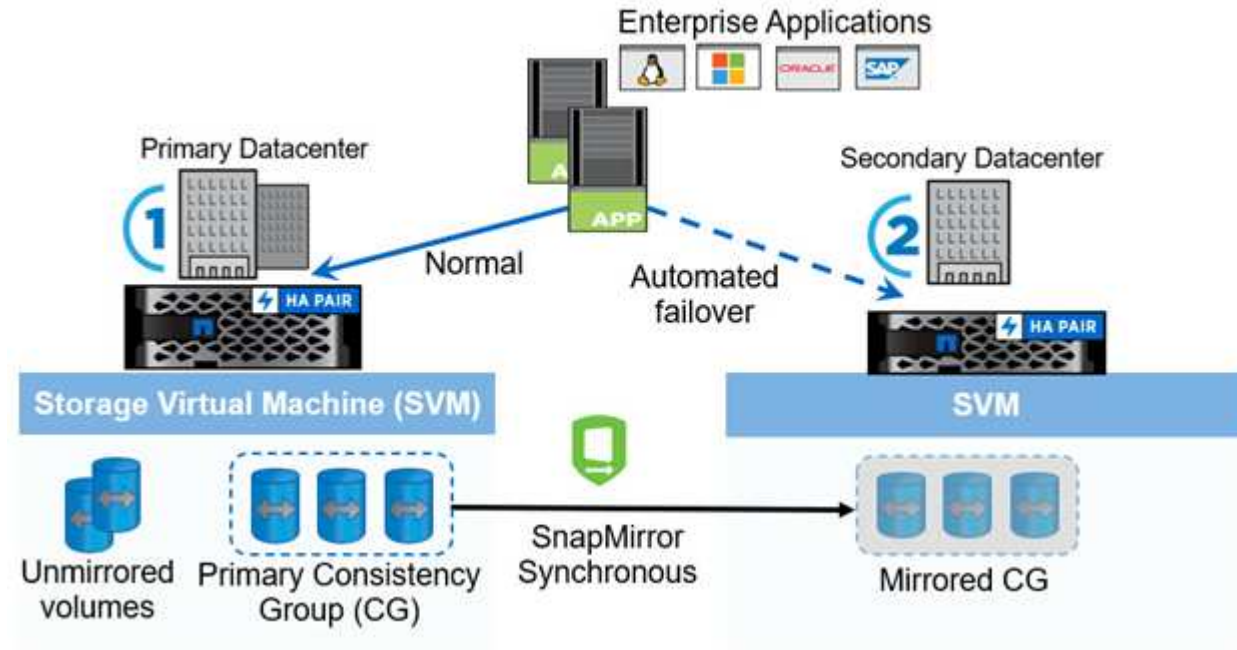 Enterprise Applications
ORACLE
SAP
Primary Datacenter
Secondary Datacenter
1
A
APP
2
Normal
Automated
failover
HA PAIR
HA PAIR
Storage Virtual Machine (SVM)
SVM
Unmirrored
volumes
Primary Consistency
Group (CG)
SnapMirror
Synchronous
Mirrored CG